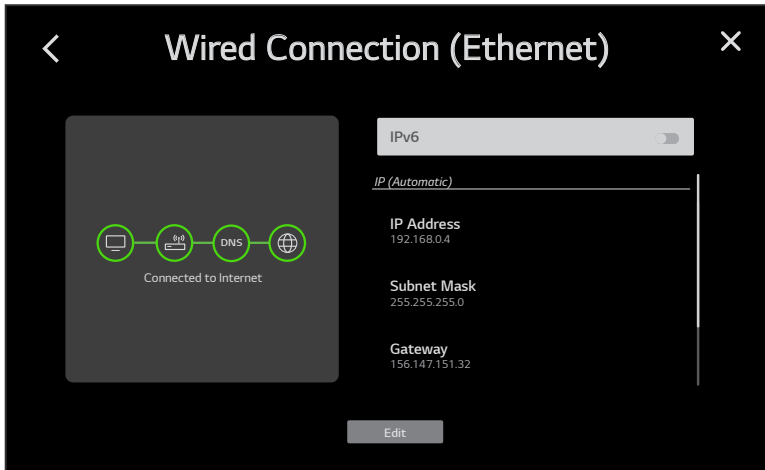 Wired Connection (Ethernet)
DNS
Connected to Internet
IPv6
IP (Automatic)
IP Address
192.168.0.4
Subnet Mask
255.255.255.0
Gateway
156.147.151.32
Edit